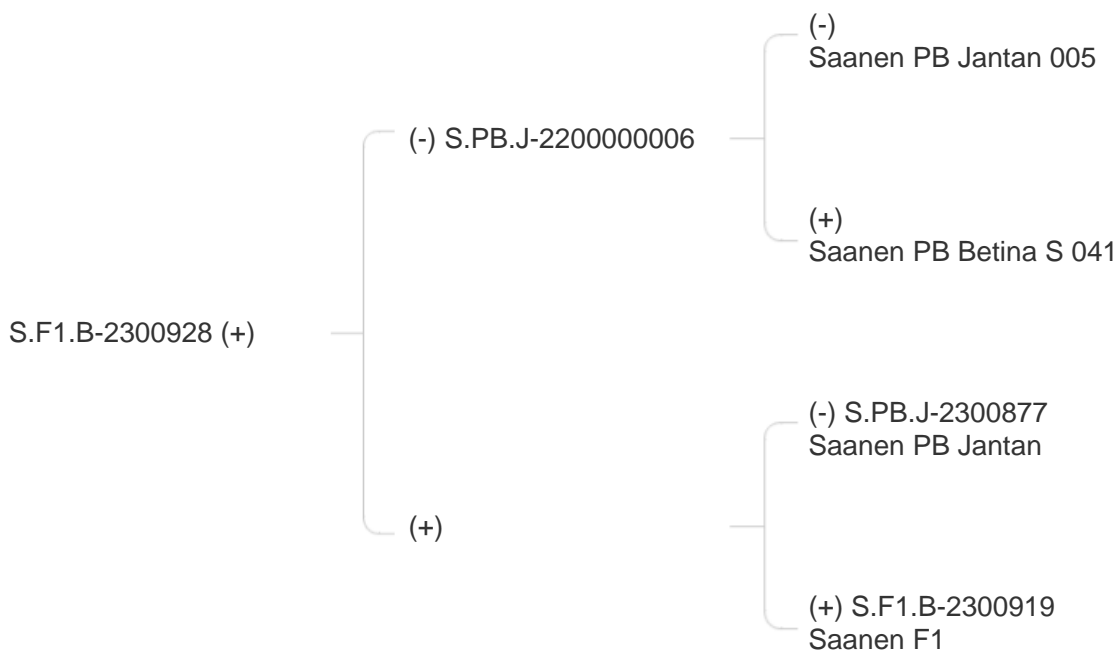 (-)
Saanen PB Jantan 005
(-) S.PB.J-2200000006
(+)
Saanen PB Betina S 041
S.F1.B-2300928 (+)
(-) S.PB.J-2300877
Saanen PB Jantan
(+)
(+) S.F1.B-2300919
Saanen F1